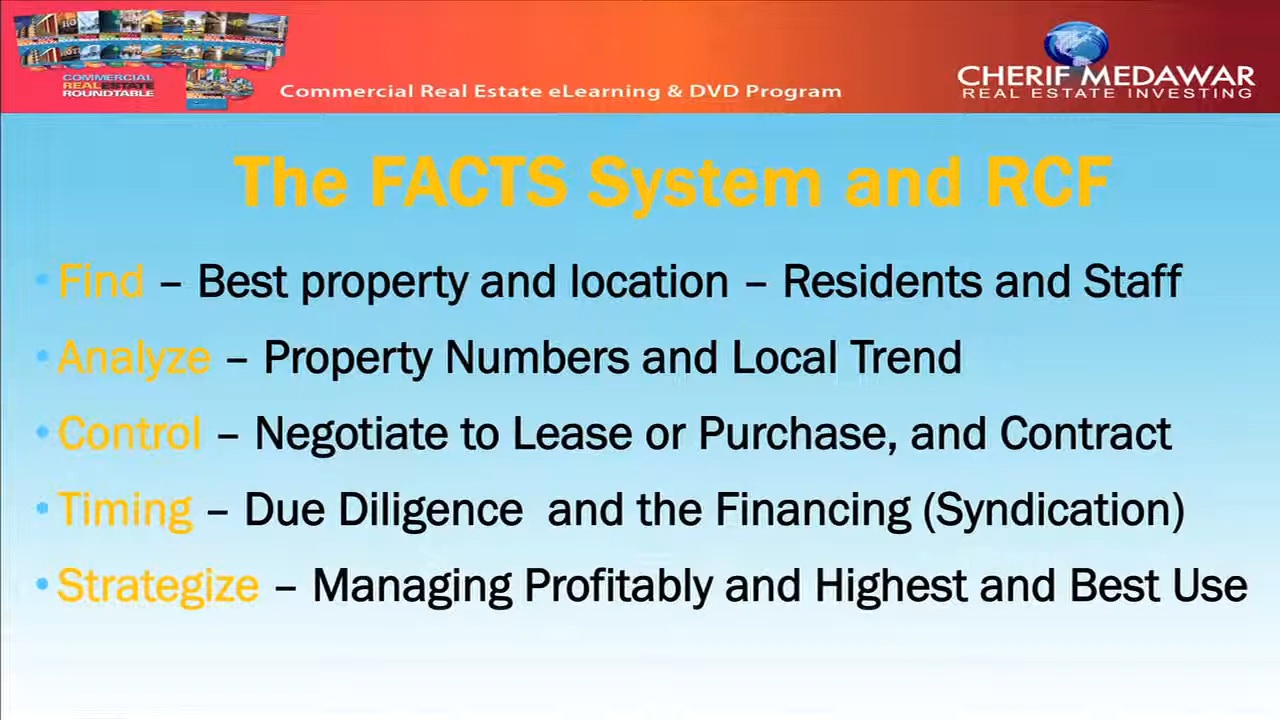 COMMERCIAL
REAL ESTATE
ROUNDTABLE
Commercial Real Estate eLearning & DVD Program
CHERIF MEDAWAR
REAL ESTATE INVESTING
The FACTS System and RCF
• Find – Best property and location – Residents and Staff
• Analyze – Property Numbers and Local Trend
• Control – Negotiate to Lease or Purchase, and Contract
• Timing – Due Diligence  and the Financing (Syndication)
• Strategize – Managing Profitably and Highest and Best Use